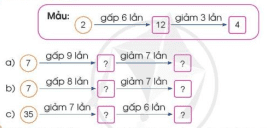 Mẫu: 2 gấp 6 lần 12 giảm 3 lần 4
a) 7 gấp 9 lần ? giảm 7 lần ?
b) 7 gấp 8 lần ? giảm 7 lần ?
c) 35 giảm 7 lần ? gấp 6 lần ?